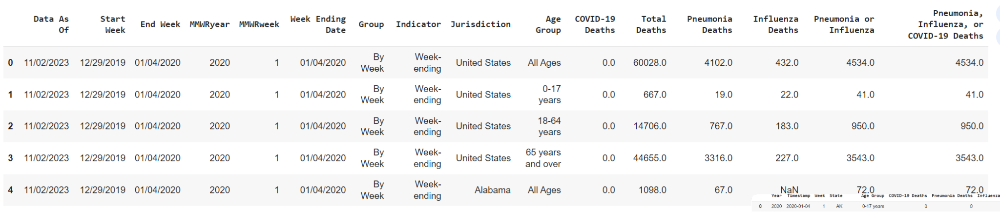 Data As Of Start Week End Week MMWRyear MMWRweek Week Ending Date Group Indicator Jurisdiction Age Group COVID-19 Deaths Total Deaths Pneumonia Deaths Influenza Deaths Pneumonia or Influenza Pneumonia, Influenza, or COVID-19 Deaths
0 11/02/2023 12/29/2019 01/04/2020 2020 1 01/04/2020 By Week Week-ending United States All Ages 0.0 60028.0 4102.0 432.0 4534.0 4534.0
1 11/02/2023 12/29/2019 01/04/2020 2020 1 01/04/2020 By Week Week-ending United States 0-17 years 0.0 667.0 19.0 22.0 41.0 41.0
2 11/02/2023 12/29/2019 01/04/2020 2020 1 01/04/2020 By Week Week-ending United States 18-64 years 0.0 14706.0 767.0 183.0 950.0 950.0
3 11/02/2023 12/29/2019 01/04/2020 2020 1 01/04/2020 By Week Week-ending United States 65 years and over 0.0 44655.0 3316.0 227.0 3543.0 3543.0
4 11/02/2023 12/29/2019 01/04/2020 2020 1 01/04/2020 By Week Week-ending Alabama All Ages 0.0 1098.0 67.0 NaN 72.0 72.0
Year Timestamp Week State Age Group COVID-19 Deaths Pneumonia Deaths Influenza
0 2020 2020-01-04 1 AK 0-17 years 0 0